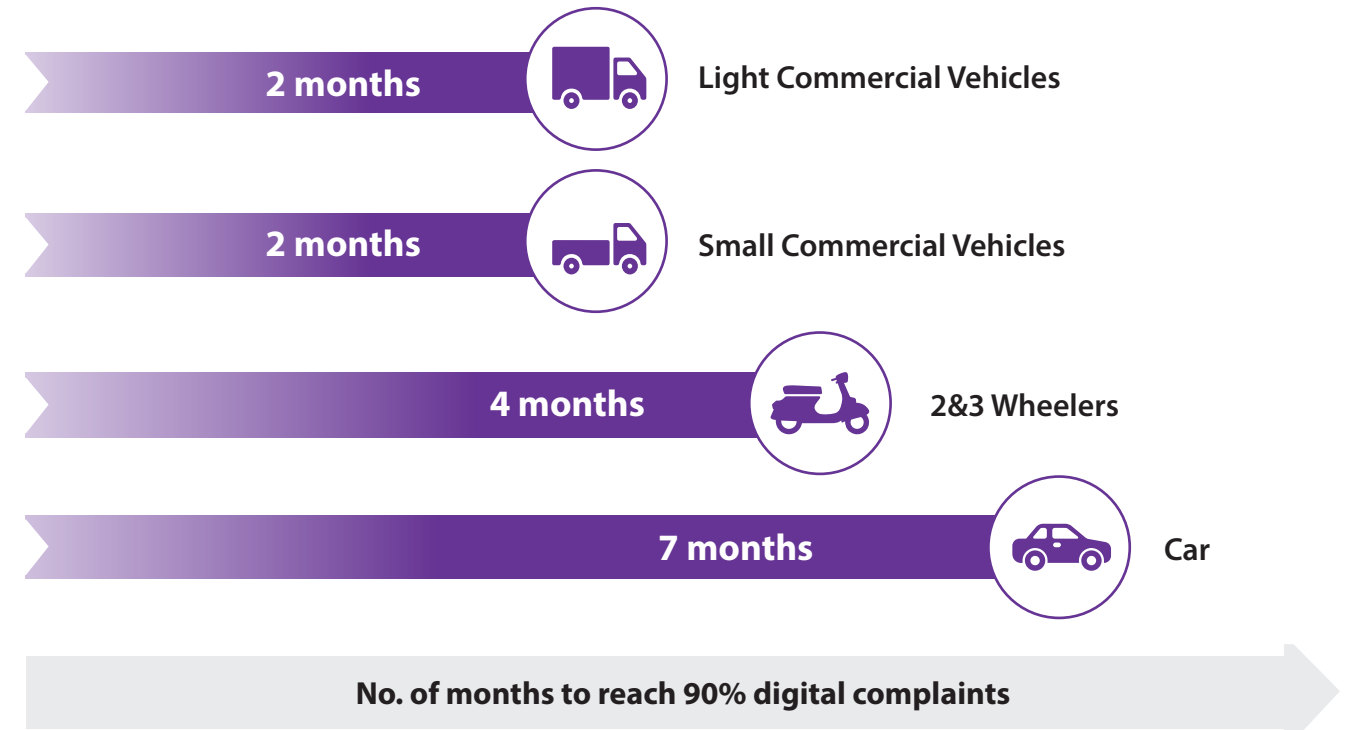 2 months
Light Commercial Vehicles
2 months
Small Commercial Vehicles
4 months
2&3 Wheelers
7 months
Car
No. of months to reach 90% digital complaints